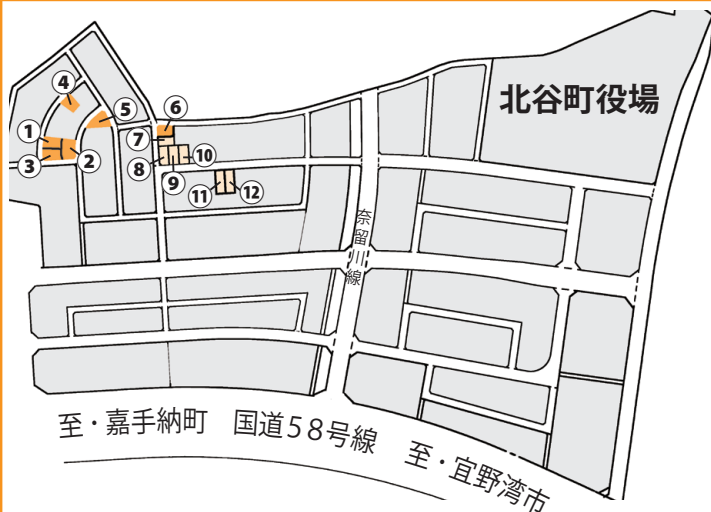 北谷町役場
④
⑤
⑥
①
⑦
③
②
⑧
⑩
⑨
⑪
⑫
奈留川線
至・嘉手納町
国道58号線
至・宜野湾市